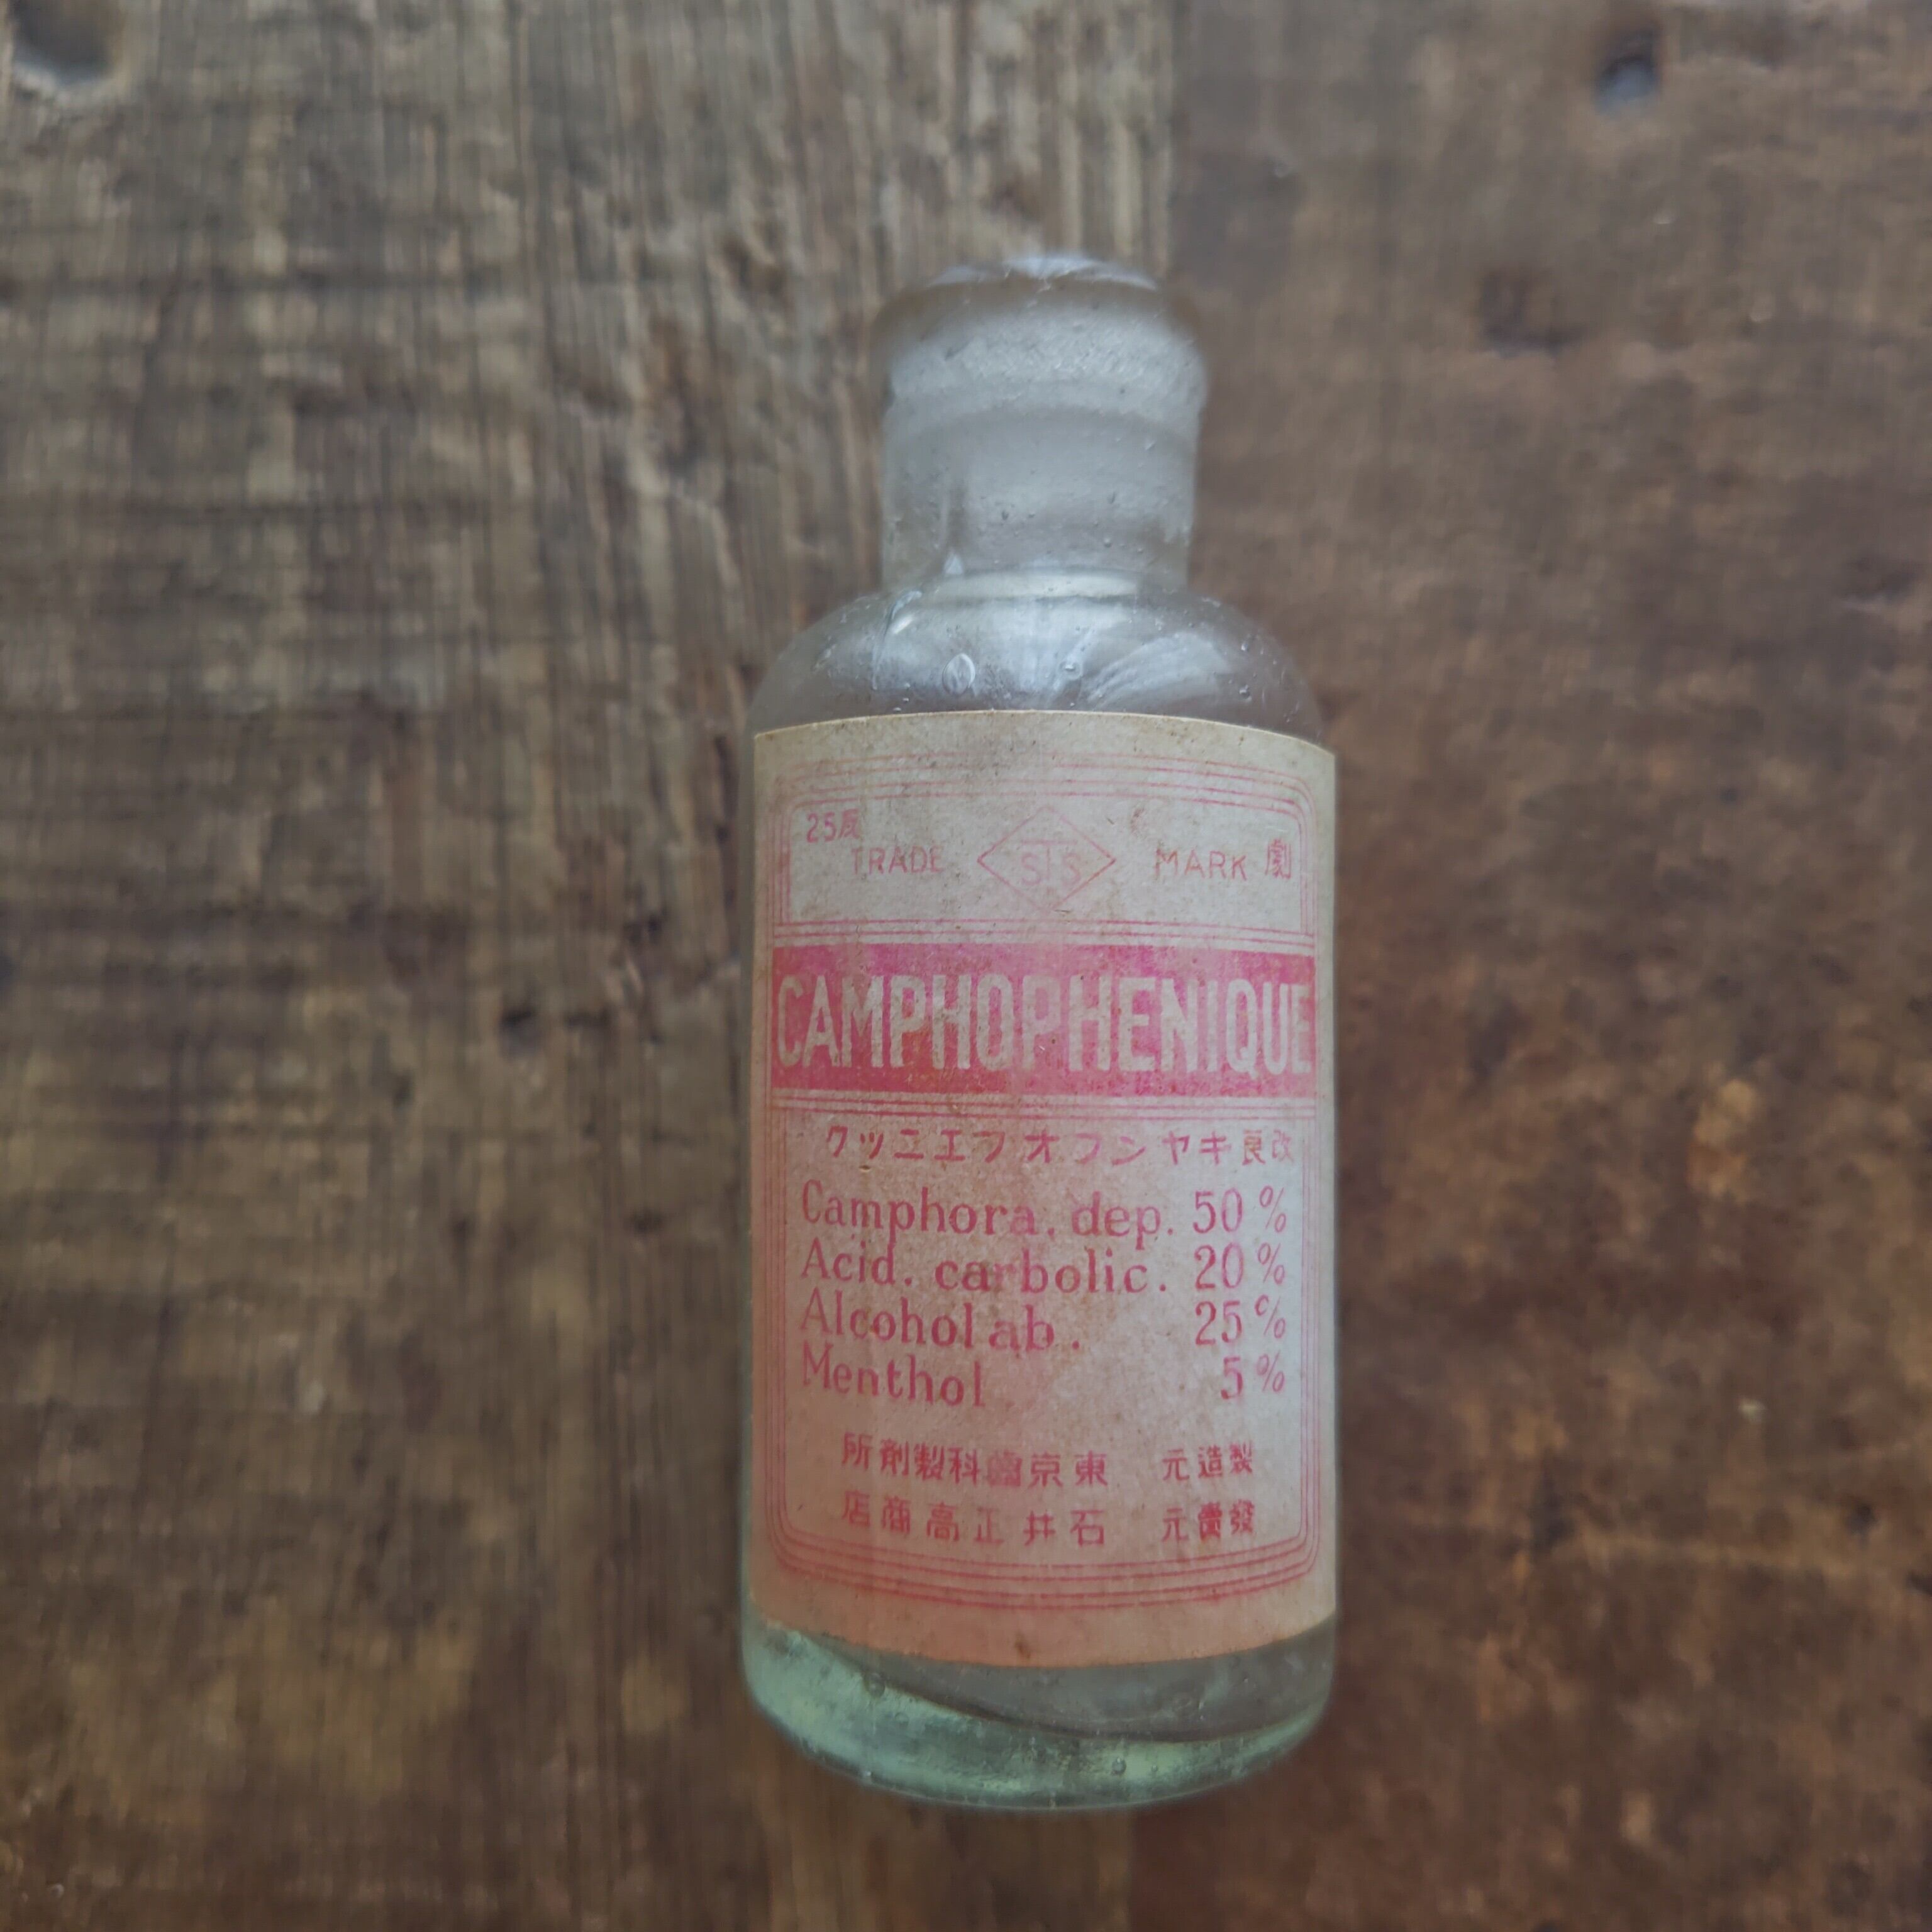 25瓦
TRADE STS MARK 劇
CAMPHOPHENIQUE
改良キヤンフオフエニツク
Camphora. dep. 50%
Acid. carbolic. 20%
Alcohol ab. 25%
Menthol 5%
製造元 東京齒科製剤所
發賣元 石井正高商店